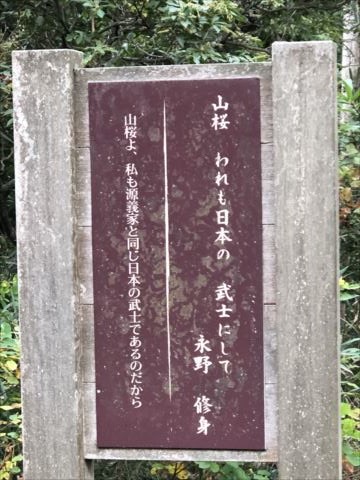 山桜　われも日本の　武士にして
永野　修身
山桜よ、私も源義家と同じ日本の武士であるのだから